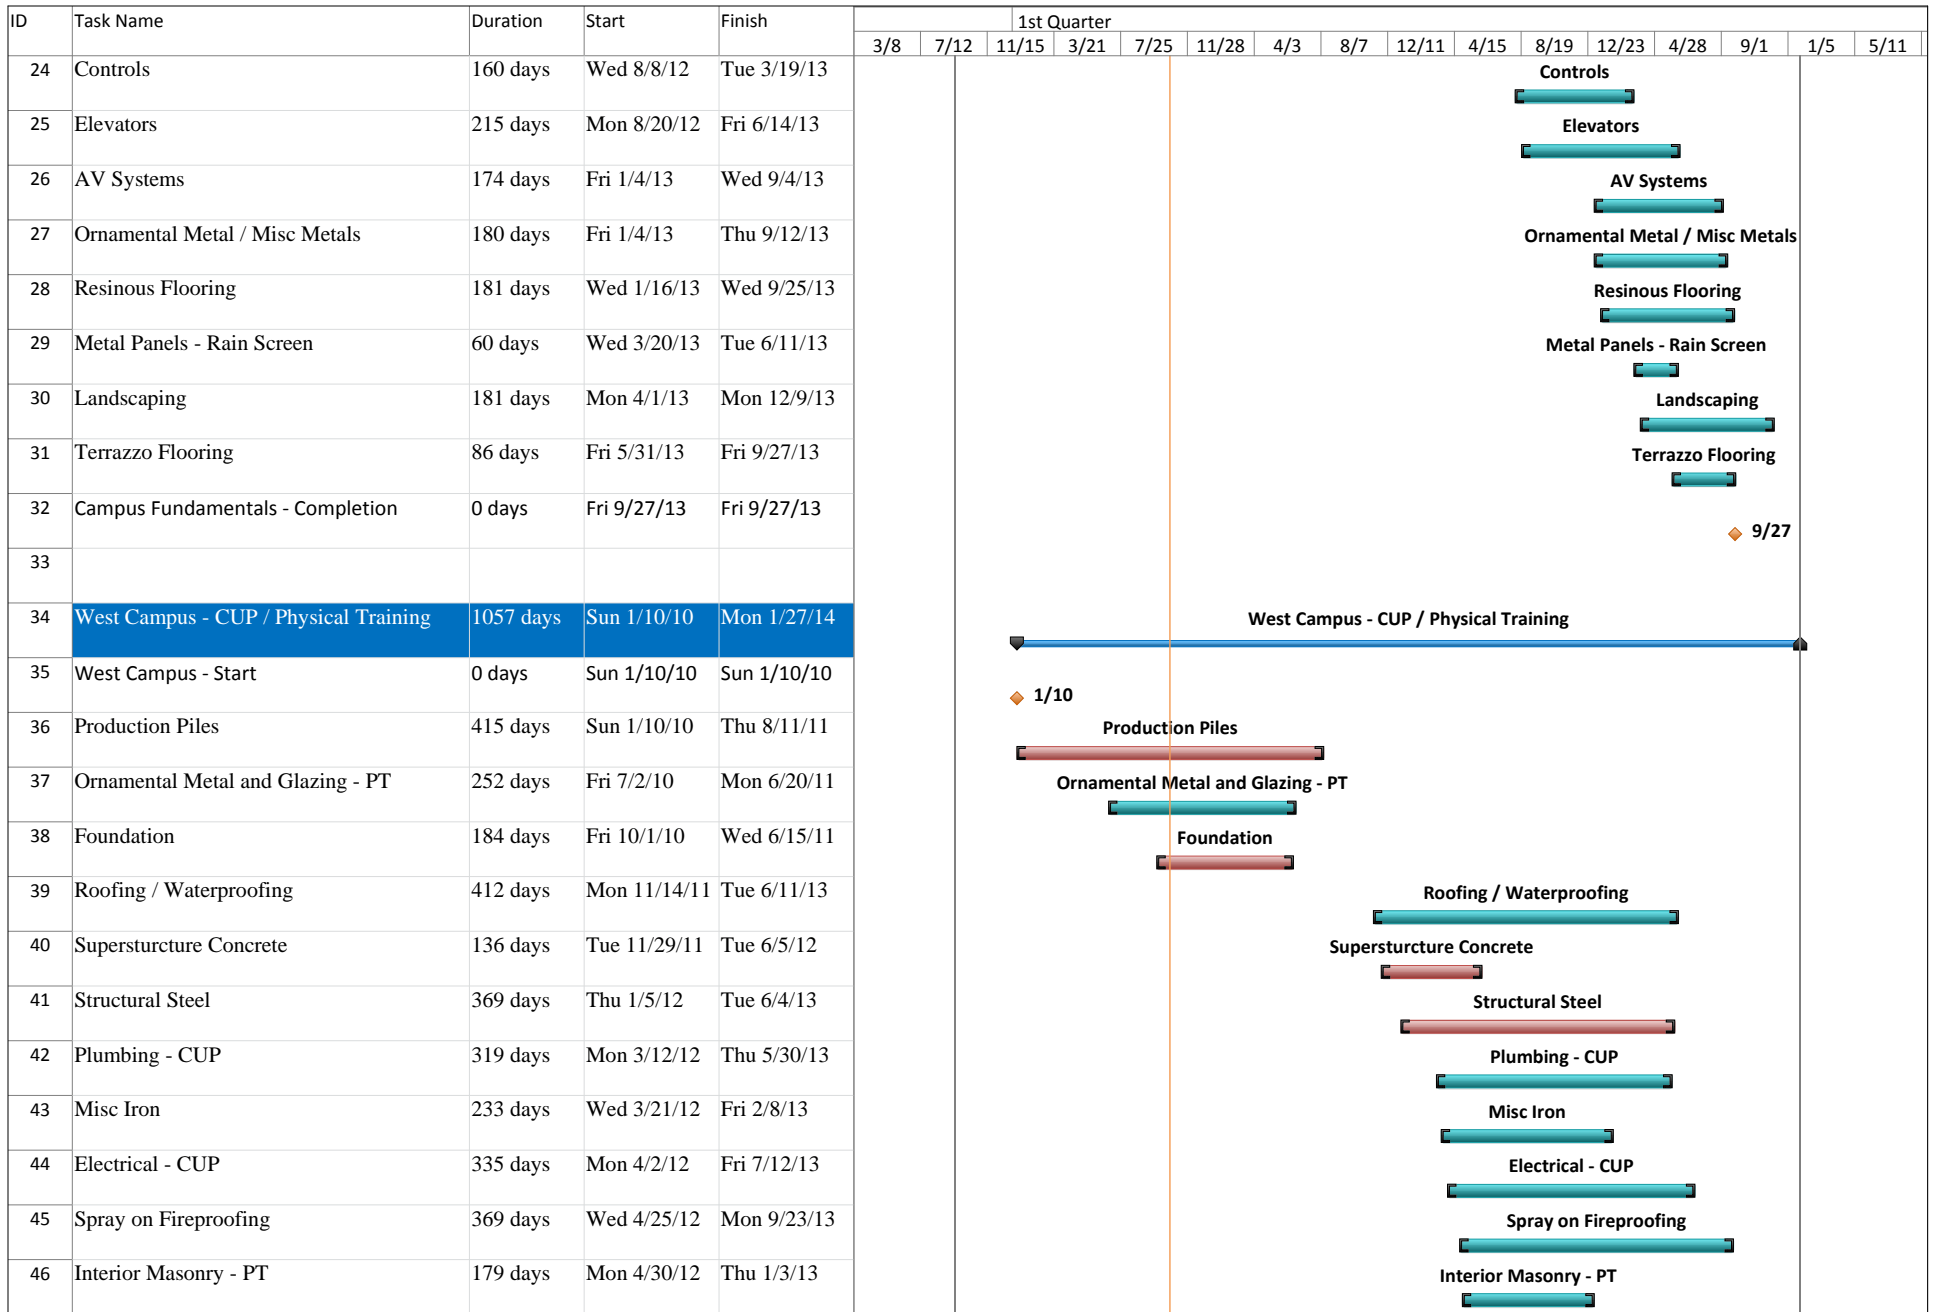 ID Task Name Duration Start Finish 1st Quarter
3/8 7/12 11/15 3/21 7/25 11/28 4/3 8/7 12/11 4/15 8/19 12/23 4/28 9/1 1/5 5/11
24 Controls 160 days Wed 8/8/12 Tue 3/19/13 Controls
25 Elevators 215 days Mon 8/20/12 Fri 6/14/13 Elevators
26 AV Systems 174 days Fri 1/4/13 Wed 9/4/13 AV Systems
27 Ornamental Metal / Misc Metals 180 days Fri 1/4/13 Thu 9/12/13 Ornamental Metal / Misc Metals
28 Resinous Flooring 181 days Wed 1/16/13 Wed 9/25/13 Resinous Flooring
29 Metal Panels - Rain Screen 60 days Wed 3/20/13 Tue 6/11/13 Metal Panels - Rain Screen
30 Landscaping 181 days Mon 4/1/13 Mon 12/9/13 Landscaping
31 Terrazzo Flooring 86 days Fri 5/31/13 Fri 9/27/13 Terrazzo Flooring
32 Campus Fundamentals - Completion 0 days Fri 9/27/13 Fri 9/27/13 9/27
33
34 West Campus - CUP / Physical Training 1057 days Sun 1/10/10 Mon 1/27/14 West Campus - CUP / Physical Training
35 West Campus - Start 0 days Sun 1/10/10 Sun 1/10/10 1/10
36 Production Piles 415 days Sun 1/10/10 Thu 8/11/11 Production Piles
37 Ornamental Metal and Glazing - PT 252 days Fri 7/2/10 Mon 6/20/11 Ornamental Metal and Glazing - PT
38 Foundation 184 days Fri 10/1/10 Wed 6/15/11 Foundation
39 Roofing / Waterproofing 412 days Mon 11/14/11 Tue 6/11/13 Roofing / Waterproofing
40 Supersturcture Concrete 136 days Tue 11/29/11 Tue 6/5/12 Supersturcture Concrete
41 Structural Steel 369 days Thu 1/5/12 Tue 6/4/13 Structural Steel
42 Plumbing - CUP 319 days Mon 3/12/12 Thu 5/30/13 Plumbing - CUP
43 Misc Iron 233 days Wed 3/21/12 Fri 2/8/13 Misc Iron
44 Electrical - CUP 335 days Mon 4/2/12 Fri 7/12/13 Electrical - CUP
45 Spray on Fireproofing 369 days Wed 4/25/12 Mon 9/23/13 Spray on Fireproofing
46 Interior Masonry - PT 179 days Mon 4/30/12 Thu 1/3/13 Interior Masonry - PT